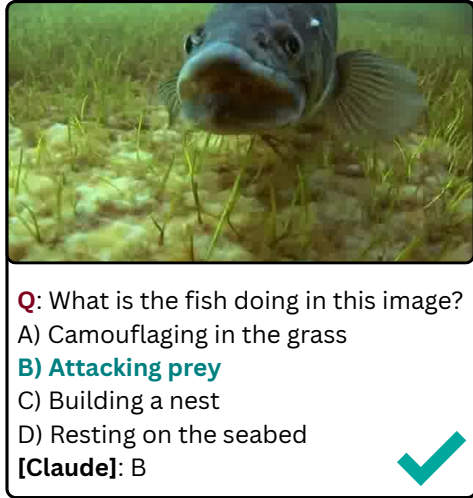 Q: What is the fish doing in this image?
A) Camouflaging in the grass
B) Attacking prey
C) Building a nest
D) Resting on the seabed
[Claude]: B